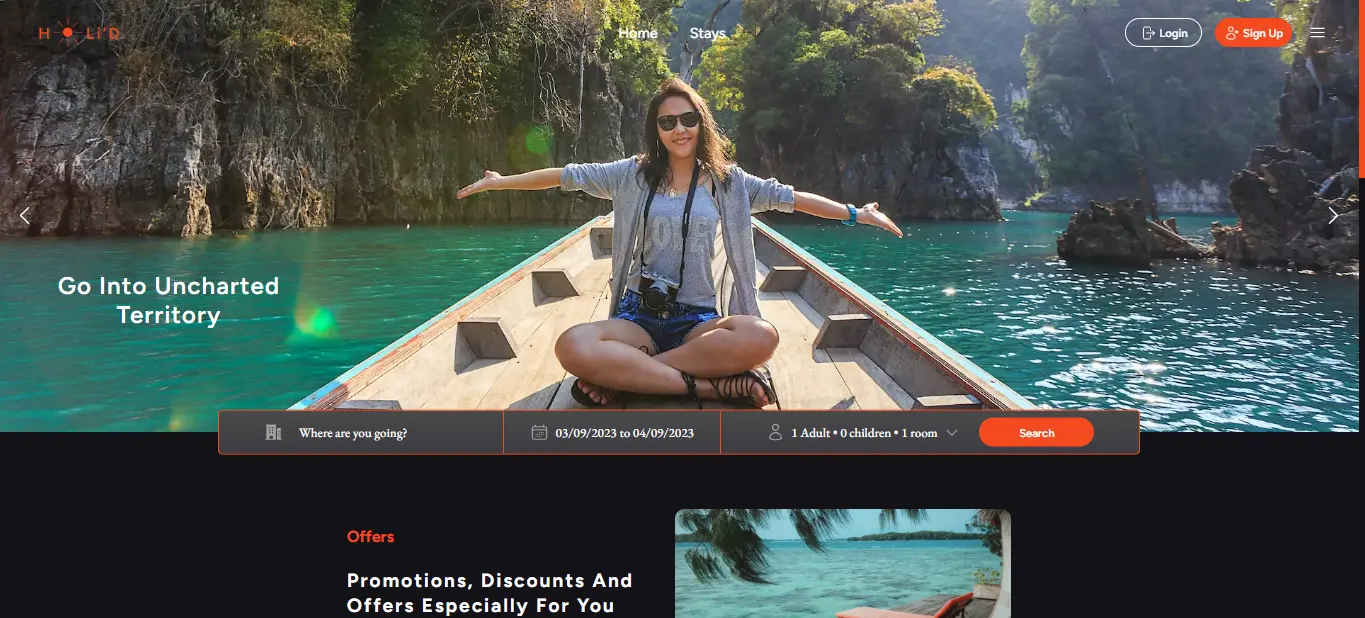 H Li'D
Home
Stays
Login
Sign Up
Go Into Uncharted
Territory
Where are you going?
03/09/2023 to 04/09/2023
1 Adult • 0 children • 1 room
Search
Offers
Promotions, Discounts And
Offers Especially For You